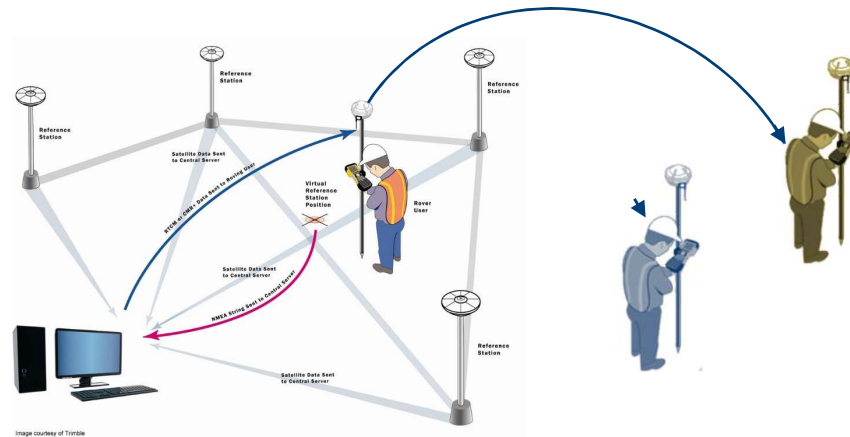 Reference
Station
Reference
Station
Reference
Station
Satellite Data Sent
to Central Server
RTCM or CMR+ Data Sent to Roving User
Virtual
Reference
Station
Position
Rover
User
Satellite Data Sent
to Central Server
NMEA String Sent to Central Server
Reference
Station
Satellite Data Sent
to Central Server
Image courtesy of Trimble